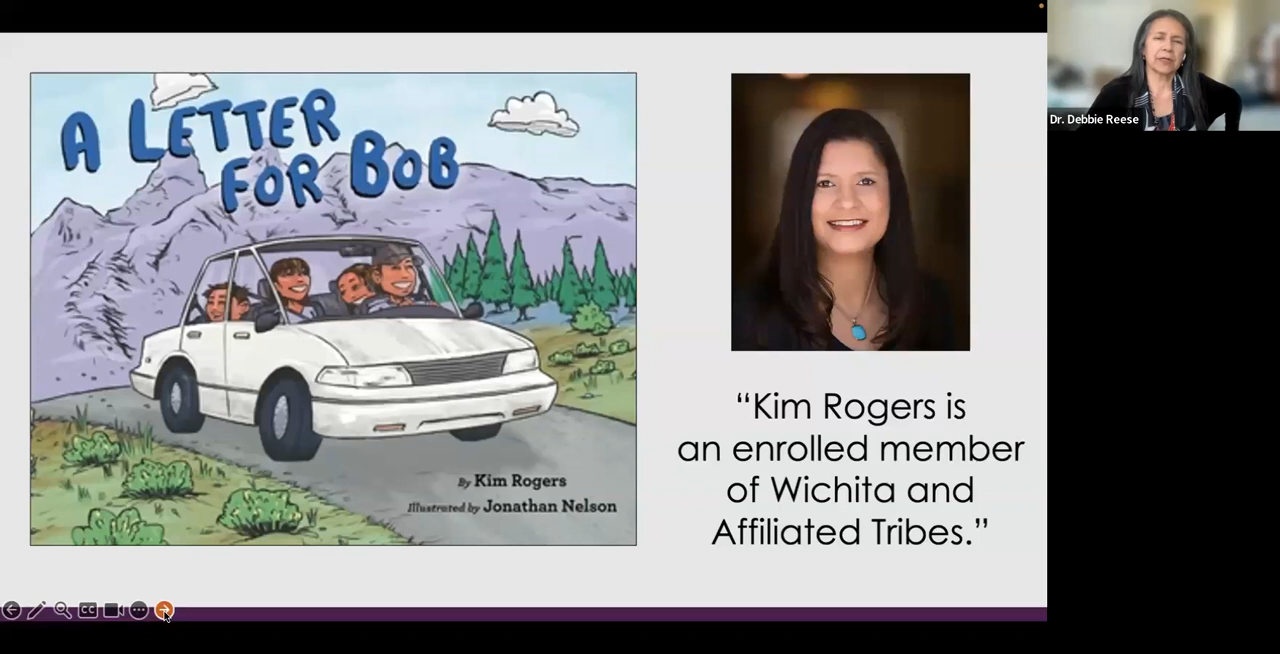 A LETTER
FOR BOB
By Kim Rogers
Illustrated by Jonathan Nelson
“Kim Rogers is
an enrolled member
of Wichita and
Affiliated Tribes.”
Dr. Debbie Reese
CC